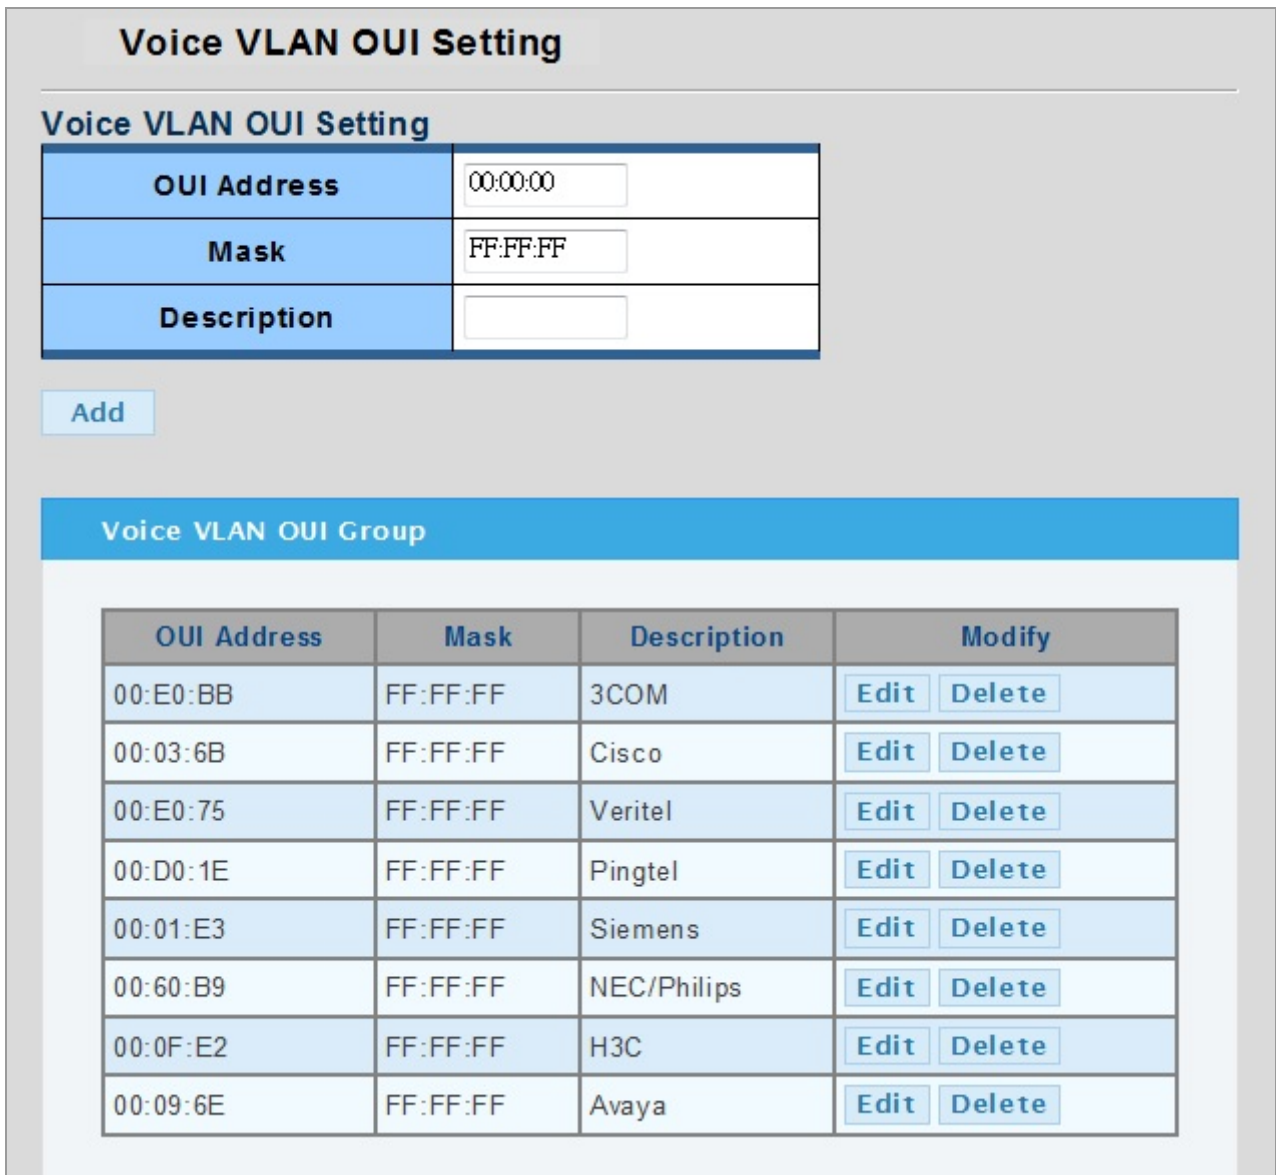 Voice VLAN OUI Setting
Voice VLAN OUI Setting
OUI Address 00:00:00
Mask FF:FF:FF
Description
Add
Voice VLAN OUI Group
OUI Address Mask Description Modify
00:E0:BB FF:FF:FF 3COM Edit Delete
00:03:6B FF:FF:FF Cisco Edit Delete
00:E0:75 FF:FF:FF Veritel Edit Delete
00:D0:1E FF:FF:FF Pingtel Edit Delete
00:01:E3 FF:FF:FF Siemens Edit Delete
00:60:B9 FF:FF:FF NEC/Philips Edit Delete
00:0F:E2 FF:FF:FF H3C Edit Delete
00:09:6E FF:FF:FF Avaya Edit Delete